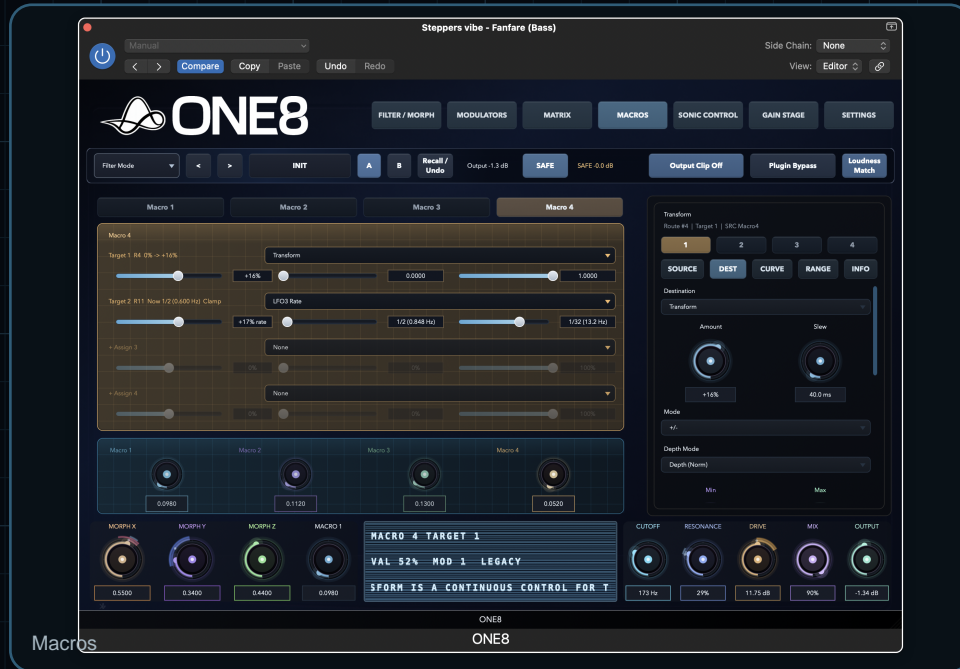 Steppers vibe - Fanfare (Bass)
Manual
Side Chain: None
< > Compare Copy Paste Undo Redo
View: Editor
ONE8
FILTER / MORPH MODULATORS MATRIX MACROS SONIC CONTROL GAIN STAGE SETTINGS
Filter Mode < > INIT A B Recall / Undo Output -1.3 dB SAFE SAFE -0.0 dB Output Clip Off Plugin Bypass Loudness Match
Macro 1 Macro 2 Macro 3 Macro 4
Macro 4
Target 1 R4 0% -> +16% Transform
+16% 0.0000 1.0000
Target 2 R11 Now 1/2 (0.600 Hz) Clamp LFO3 Rate
+17% rate 1/2 (0.848 Hz) 1/32 (13.2 Hz)
+ Assign 3 None
0% 0% 100%
+ Assign 4 None
0% 0% 100%
Transform
Route #4 | Target 1 | SRC Macro4
1 2 3 4
SOURCE DEST CURVE RANGE INFO
Destination
Transform
Amount Slew
+16% 40.0 ms
Mode
+/-
Depth Mode
Depth (Norm)
Min Max
Macro 1 Macro 2 Macro 3 Macro 4
0.0980 0.1120 0.1300 0.0520
MORPH X MORPH Y MORPH Z MACRO 1
0.5500 0.3400 0.4400 0.0980
MACRO 4 TARGET 1
VAL 52% MOD 1 LEGACY
SFORM IS A CONTINUOUS CONTROL FOR T
CUTOFF RESONANCE DRIVE MIX OUTPUT
173 Hz 29% 11.75 dB 90% -1.34 dB
ONE8
ONE8
Macros